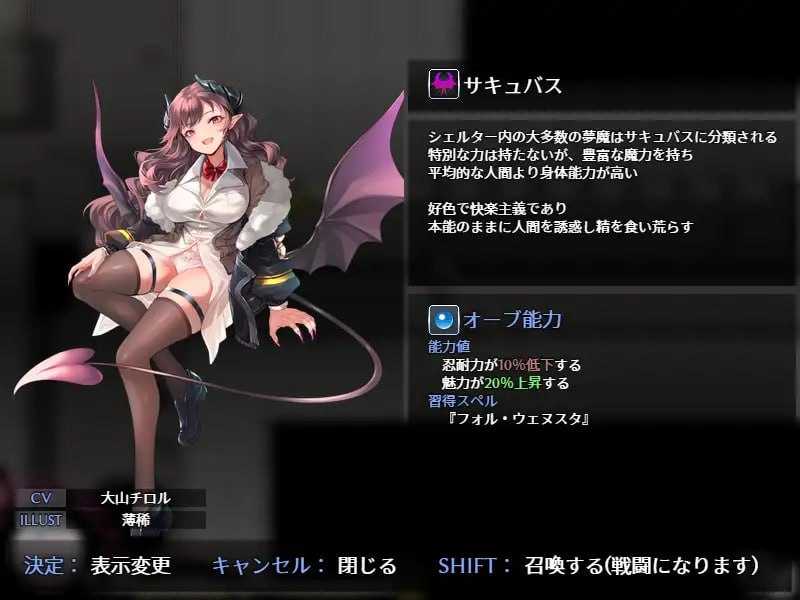 サキュバス
シェルター内の大多数の夢魔はサキュバスに分類される
特別な力は持たないが、豊富な魔力を持ち
平均的な人間より身体能力が高い
好色で快楽主義であり
本能のままに人間を誘惑し精を食い荒らす
オーブ能力
能力値
忍耐力が10%低下する
魅力が20%上昇する
習得スペル
『フォル・ウェヌスタ』
CV 大山チロル
ILLUST 薄稀
決定： 表示変更 キャンセル： 閉じる SHIFT： 召喚する(戦闘になります)